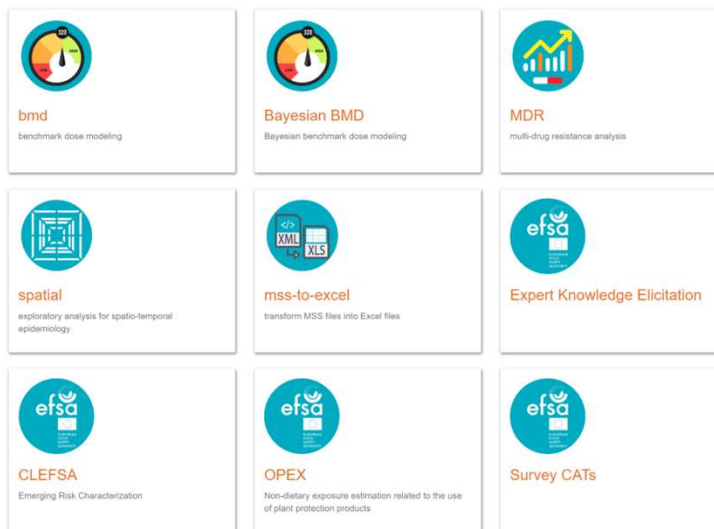 320
bmd
benchmark dose modeling
320
Bayesian BMD
Bayesian benchmark dose modeling
MDR
multi-drug resistance analysis
spatial
exploratory analysis for spatio-temporal
epidemiology
</>
XML
XLS
mss-to-excel
transform MSS files into Excel files
efsa
Expert Knowledge Elicitation
efsa
CLEFSA
Emerging Risk Characterization
efsa
OPEX
Non-dietary exposure estimation related to the use
of plant protection products
efsa
Survey CATs